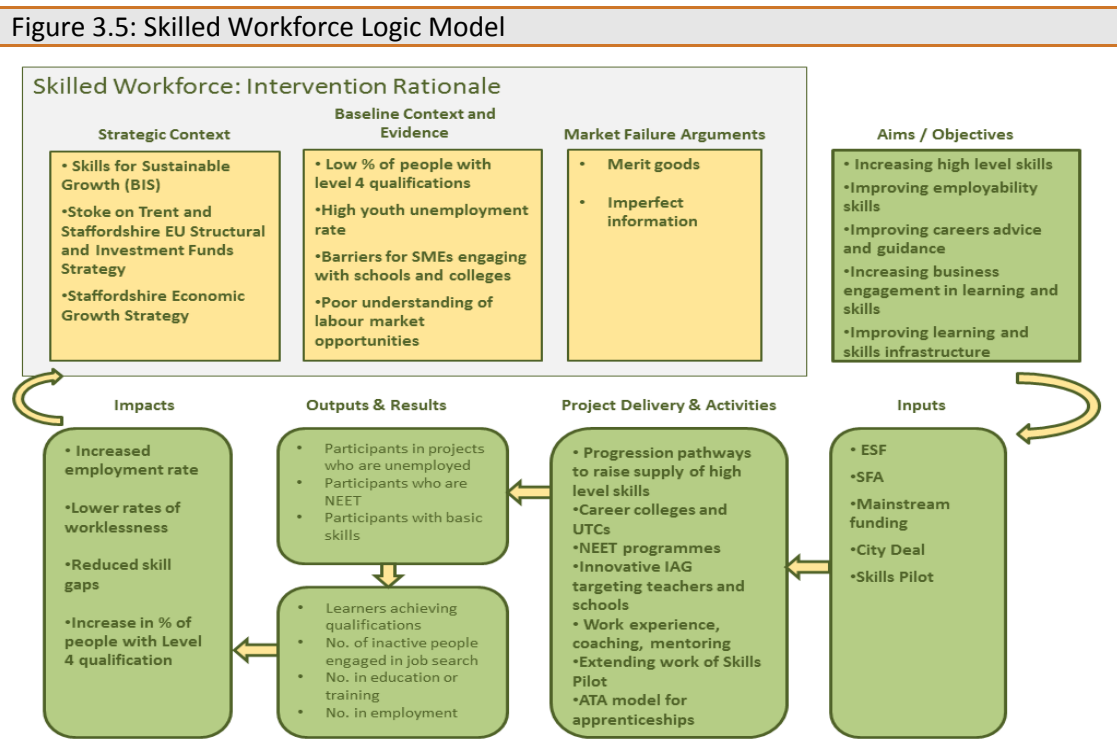 Figure 3.5: Skilled Workforce Logic Model
Skilled Workforce: Intervention Rationale
Strategic Context
• Skills for Sustainable
Growth (BIS)
•Stoke on Trent and
Staffordshire EU Structural
and Investment Funds
Strategy
•Staffordshire Economic
Growth Strategy
Baseline Context and
Evidence
• Low % of people with
level 4 qualifications
•High youth unemployment
rate
•Barriers for SMEs engaging
with schools and colleges
•Poor understanding of
labour market
opportunities
Market Failure Arguments
• Merit goods
• Imperfect
information
Aims / Objectives
• Increasing high level skills
•Improving employability
skills
•Improving careers advice
and guidance
•Increasing business
engagement in learning and
skills
•Improving learning and
skills infrastructure
Impacts
• Increased
employment rate
•Lower rates of
worklessness
•Reduced skill
gaps
•Increase in % of
people with Level
4 qualification
Outputs & Results
• Participants in projects
who are unemployed
• Participants who are
NEET
• Participants with basic
skills
• Learners achieving
qualifications
• No. of inactive people
engaged in job search
• No. in education or
training
• No. in employment
Project Delivery & Activities
• Progression pathways
to raise supply of high
level skills
•Career colleges and
UTCs
•NEET programmes
•Innovative IAG
targeting teachers and
schools
• Work experience,
coaching, mentoring
•Extending work of Skills
Pilot
•ATA model for
apprenticeships
Inputs
• ESF
•SFA
•Mainstream
funding
•City Deal
•Skills Pilot